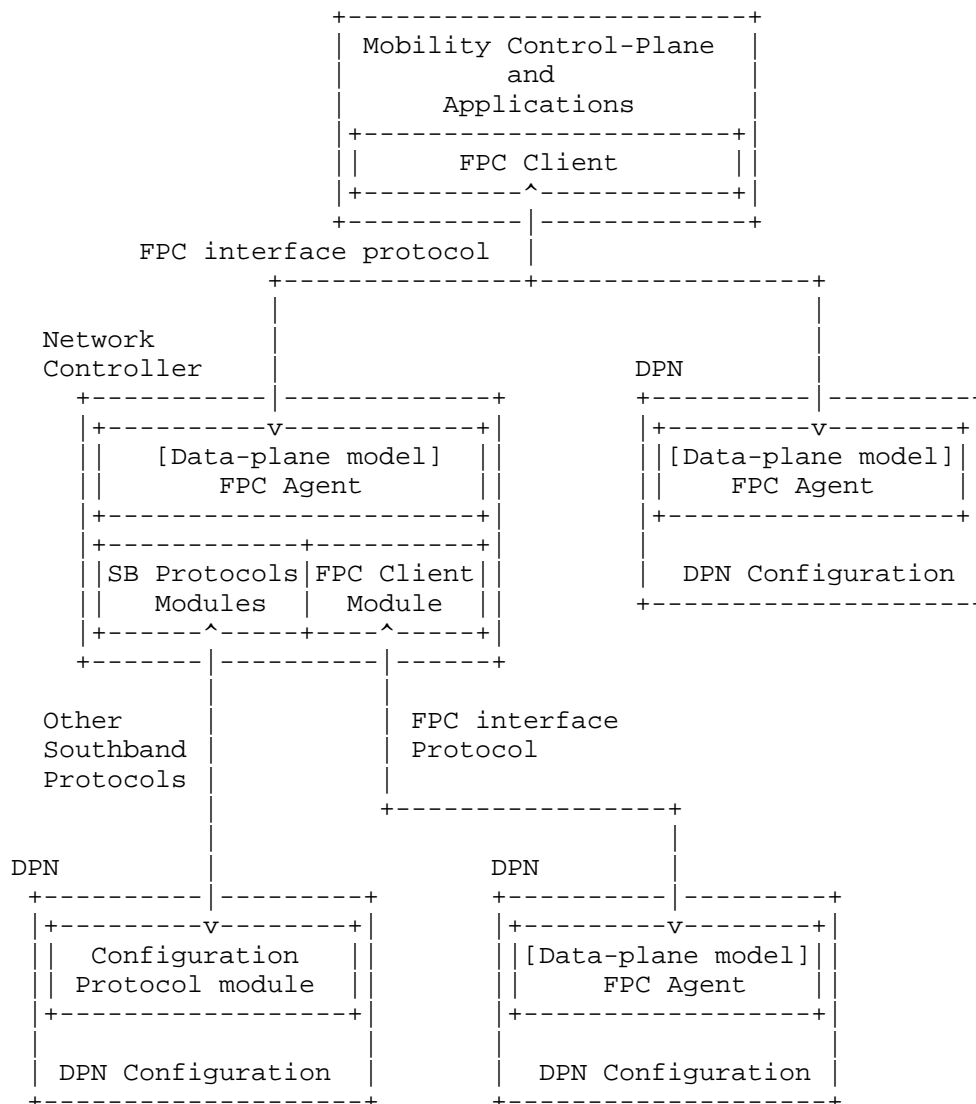 Mobility Control-Plane
and
Applications
FPC Client
FPC interface protocol
Network
Controller
DPN
[Data-plane model]
FPC Agent
[Data-plane model]
FPC Agent
SB Protocols
Modules
FPC Client
Module
DPN Configuration
Other
Southband
Protocols
FPC interface
Protocol
DPN
DPN
Configuration
Protocol module
[Data-plane model]
FPC Agent
DPN Configuration
DPN Configuration